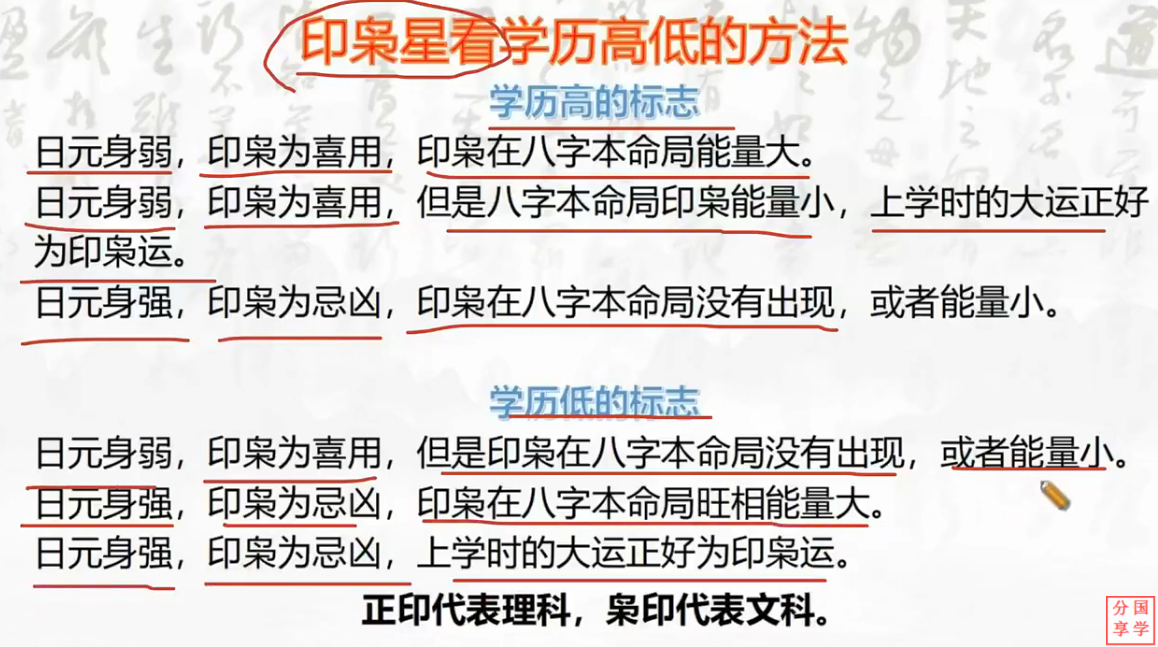 印枭星看学历高低的方法
学历高的标志
日元身弱，印枭为喜用，印枭在八字本命局能量大。
日元身弱，印枭为喜用，但是八字本命局印枭能量小，上学时的大运正好
为印枭运。
日元身强，印枭为忌凶，印枭在八字本命局没有出现，或者能量小。
学历低的标志
日元身弱，印枭为喜用，但是印枭在八字本命局没有出现，或者能量小。
日元身强，印枭为忌凶，印枭在八字本命局旺相能量大。
日元身强，印枭为忌凶，上学时的大运正好为印枭运。
正印代表理科，枭印代表文科。
国学
分享